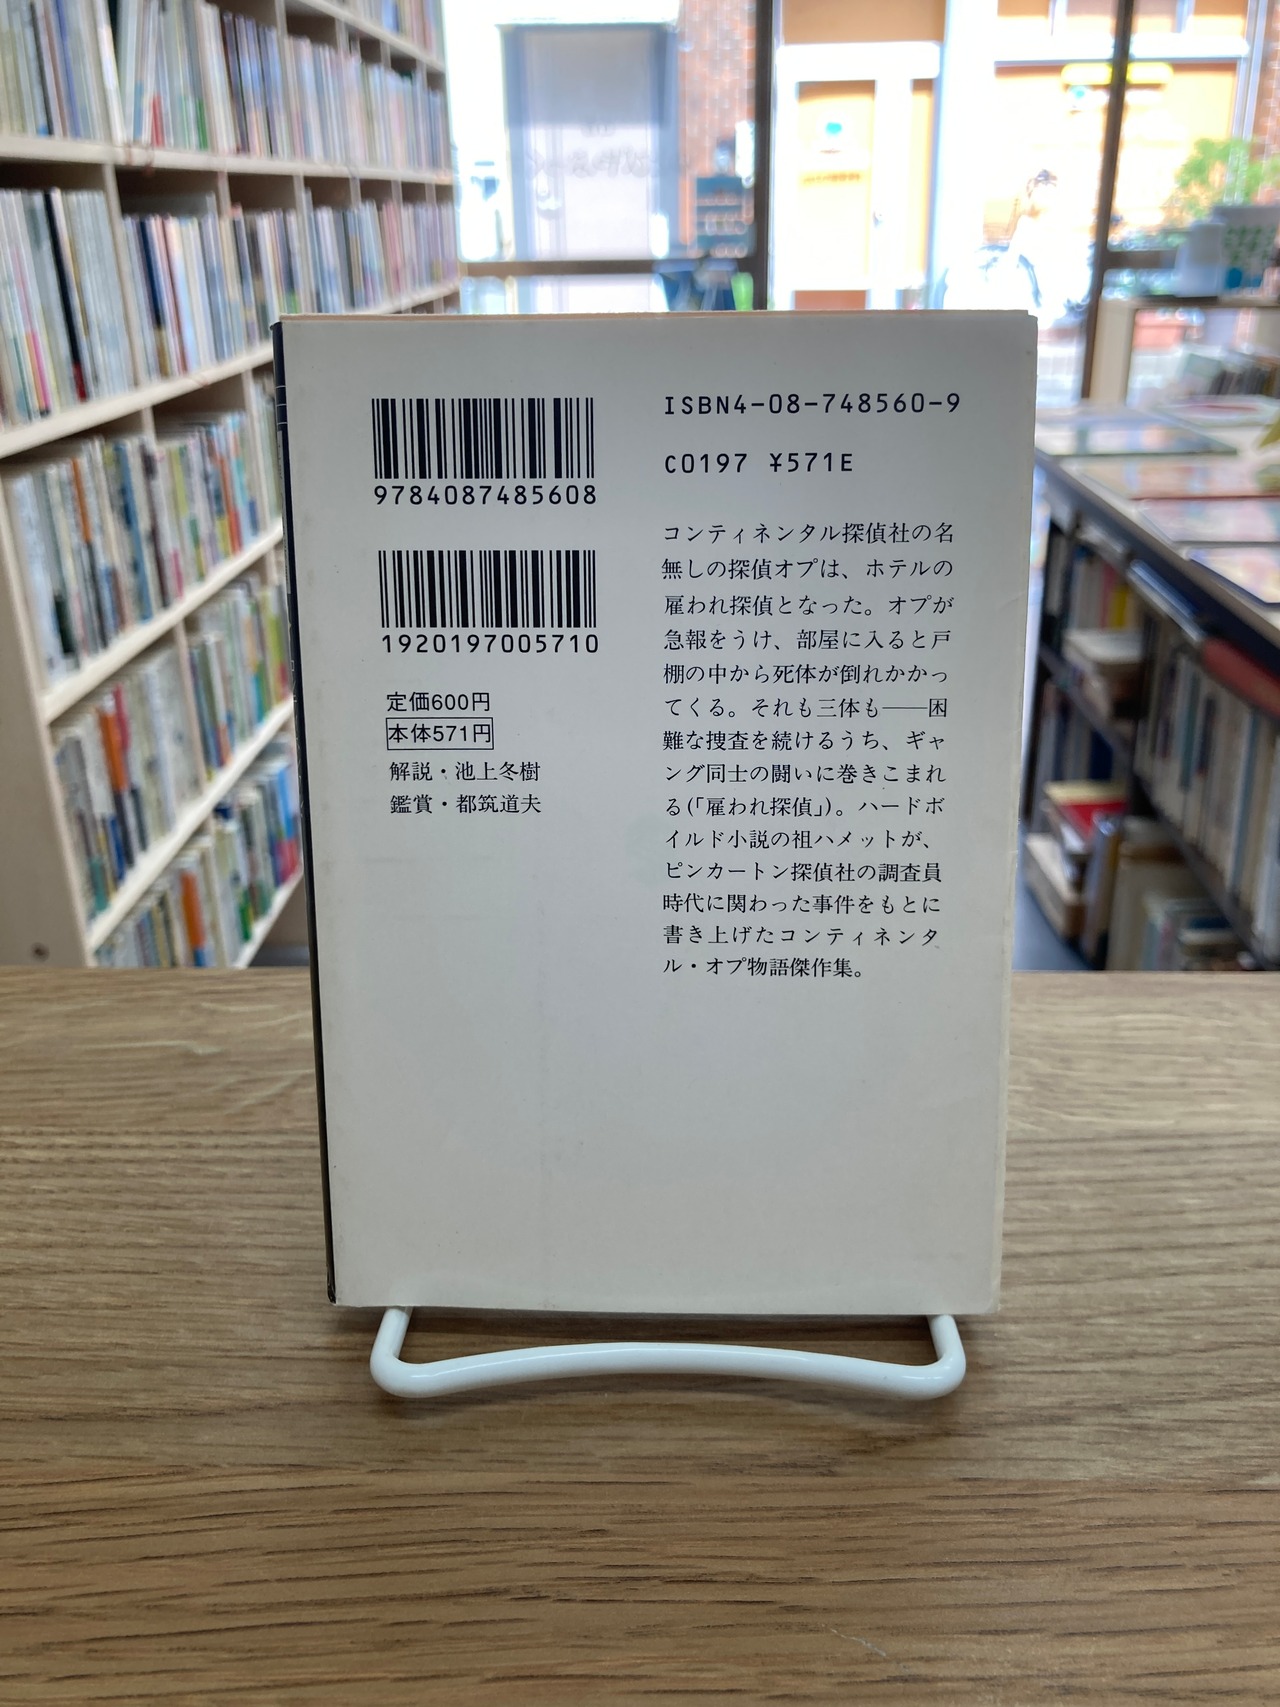 9784087485608
1920197005710
定価600円
本体571円
解説・池上冬樹
鑑賞・都筑道夫
ISBN4-08-748560-9
C0197 ¥571E
コンティネンタル探偵社の名
無しの探偵オプは、ホテルの
雇われ探偵となった。オプが
急報をうけ、部屋に入ると戸
棚の中から死体が倒れかかっ
てくる。それも三体も――困
難な捜査を続けるうち、ギャ
ング同士の闘いに巻きこまれ
る(「雇われ探偵」)。ハードボ
イルド小説の祖ハメットが、
ピンカートン探偵社の調査員
時代に関わった事件をもとに
書き上げたコンティネンタ
ル・オプ物語傑作集。